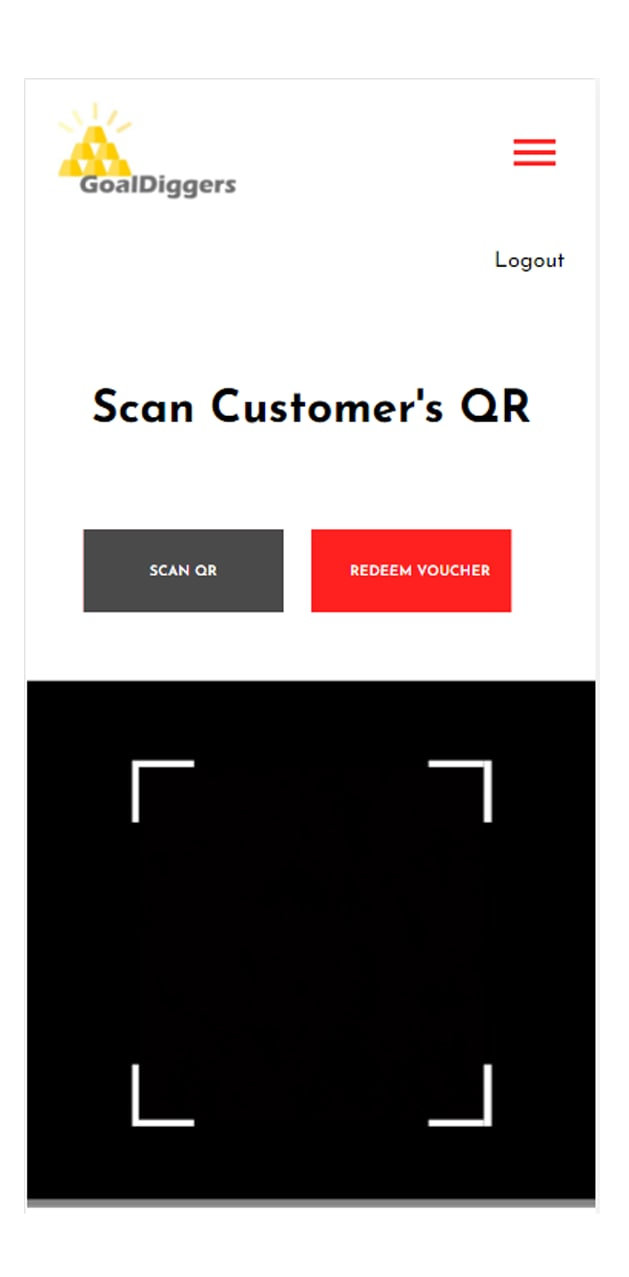 GoalDiggers
Logout
Scan Customer's QR
SCAN QR
REDEEM VOUCHER